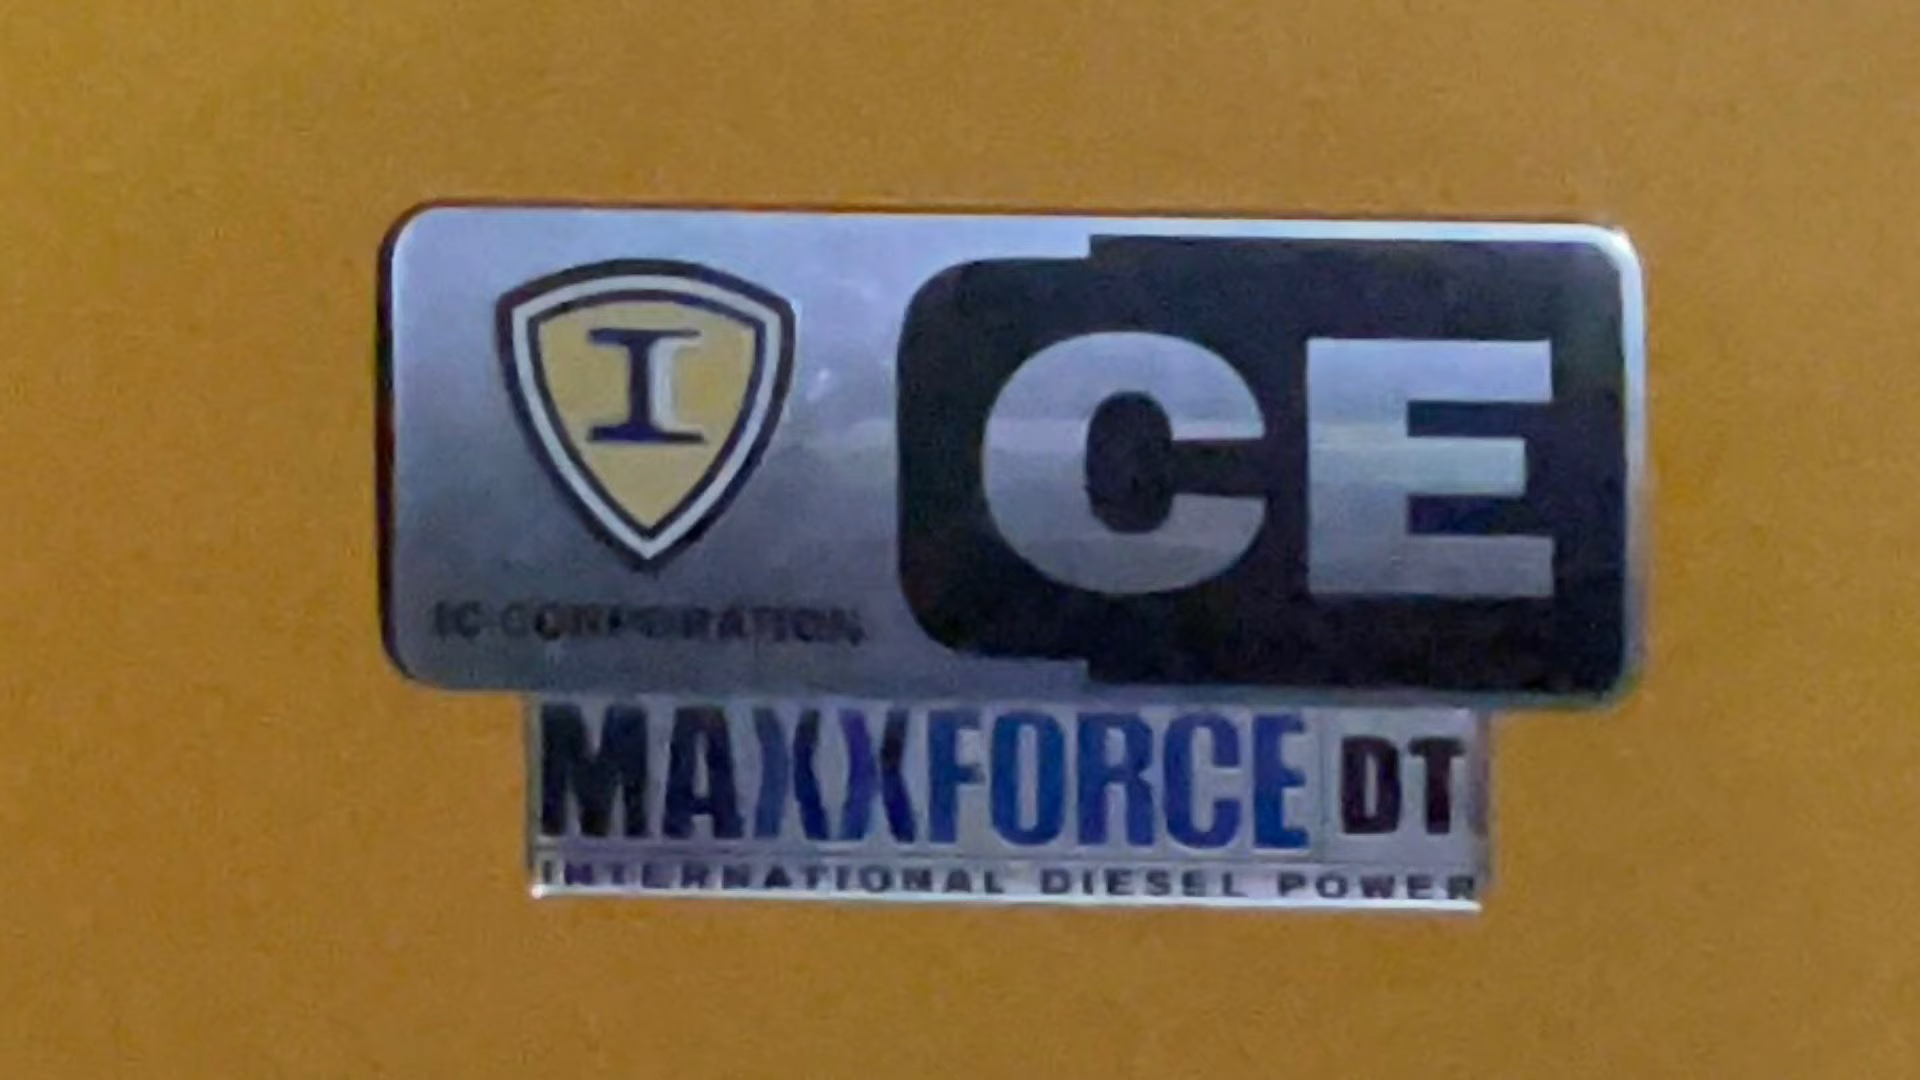 I
CE
IC CORPORATION
MAXXFORCE DT
INTERNATIONAL DIESEL POWER